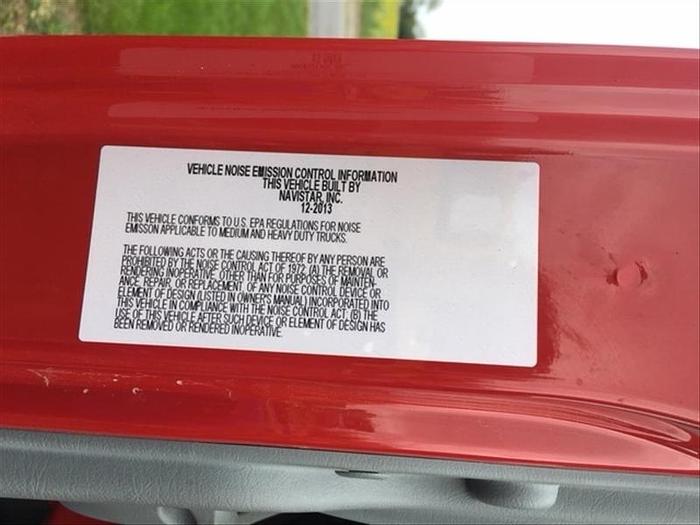 VEHICLE NOISE EMISSION CONTROL INFORMATION
THIS VEHICLE BUILT BY
NAVISTAR, INC.
12-2013
THIS VEHICLE CONFORMS TO U.S. EPA REGULATIONS FOR NOISE
EMISSON APPLICABLE TO MEDIUM AND HEAVY DUTY TRUCKS.
THE FOLLOWING ACTS OR THE CAUSING THEREOF BY ANY PERSON ARE
PROHIBITED BY THE NOISE CONTROL ACT OF 1972. (A) THE REMOVAL OR
RENDERING INOPERATIVE, OTHER THAN FOR PURPOSES OF MAINTEN-
ANCE, REPAIR, OR REPLACEMENT, OF ANY NOISE CONTROL DEVICE OR
ELEMENT OF DESIGN (LISTED IN OWNER'S MANUAL) INCORPORATED INTO
THIS VEHICLE IN COMPLIANCE WITH THE NOISE CONTROL ACT: (B) THE
USE OF THIS VEHICLE AFTER SUCH DEVICE OR ELEMENT OF DESIGN HAS
BEEN REMOVED OR RENDERED INOPERATIVE.